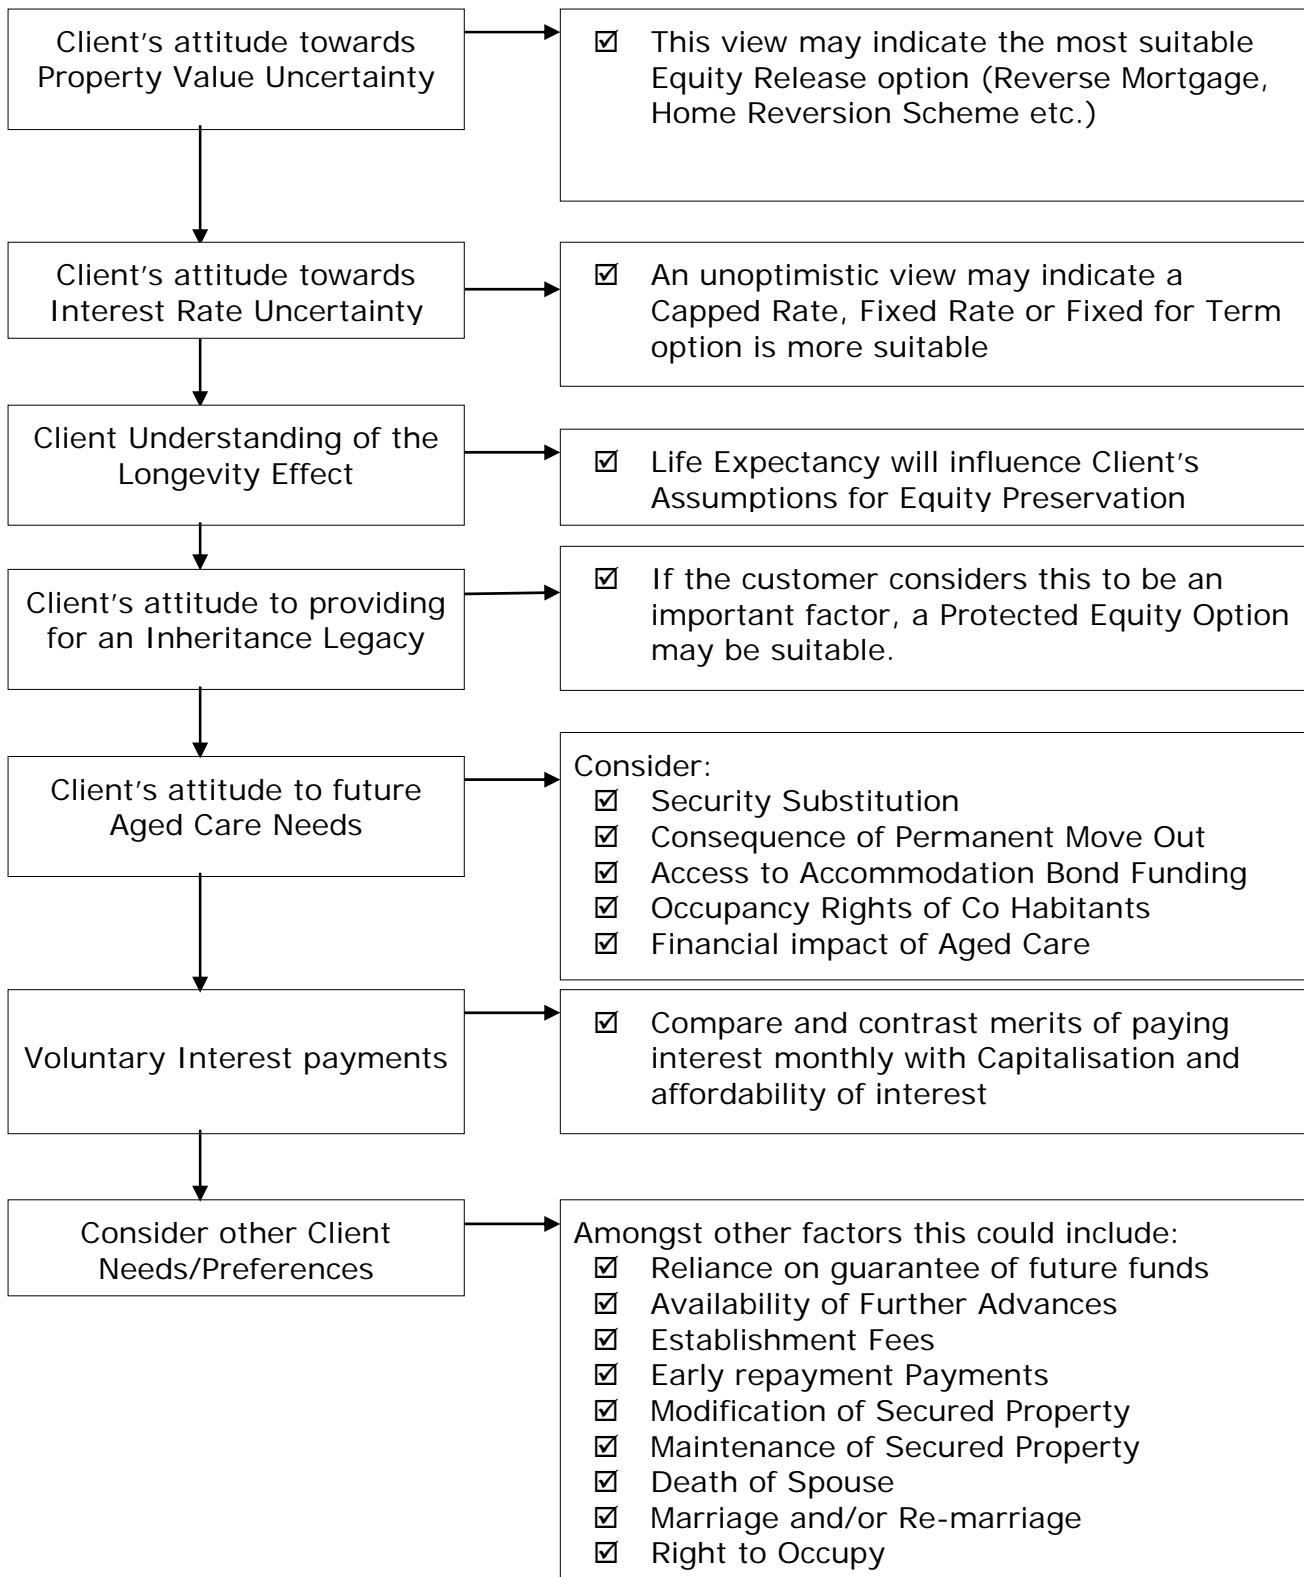 Client's attitude towards
Property Value Uncertainty
☑ This view may indicate the most suitable
Equity Release option (Reverse Mortgage,
Home Reversion Scheme etc.)
Client's attitude towards
Interest Rate Uncertainty
☑ An unoptimistic view may indicate a
Capped Rate, Fixed Rate or Fixed for Term
option is more suitable
Client Understanding of the
Longevity Effect
☑ Life Expectancy will influence Client's
Assumptions for Equity Preservation
Client's attitude to providing
for an Inheritance Legacy
☑ If the customer considers this to be an
important factor, a Protected Equity Option
may be suitable.
Client's attitude to future
Aged Care Needs
Consider:
☑ Security Substitution
☑ Consequence of Permanent Move Out
☑ Access to Accommodation Bond Funding
☑ Occupancy Rights of Co Habitants
☑ Financial impact of Aged Care
Voluntary Interest payments
☑ Compare and contrast merits of paying
interest monthly with Capitalisation and
affordability of interest
Consider other Client
Needs/Preferences
Amongst other factors this could include:
☑ Reliance on guarantee of future funds
☑ Availability of Further Advances
☑ Establishment Fees
☑ Early repayment Payments
☑ Modification of Secured Property
☑ Maintenance of Secured Property
☑ Death of Spouse
☑ Marriage and/or Re-marriage
☑ Right to Occupy